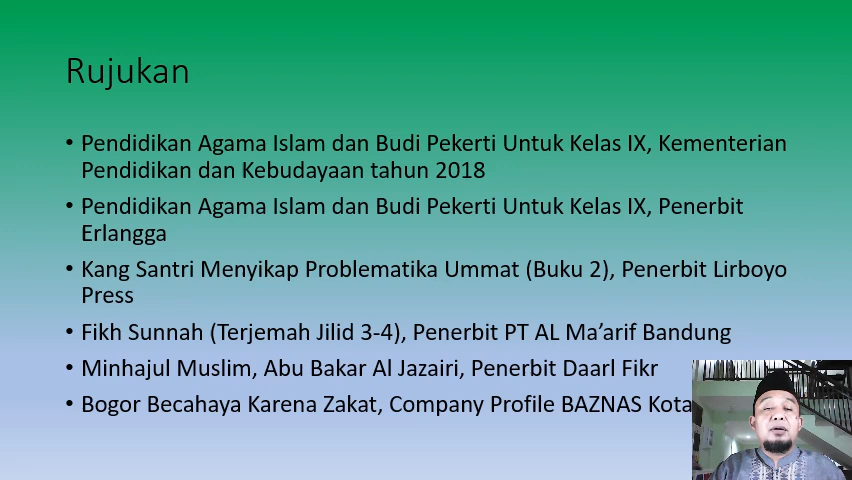 Rujukan
• Pendidikan Agama Islam dan Budi Pekerti Untuk Kelas IX, Kementerian
Pendidikan dan Kebudayaan tahun 2018
• Pendidikan Agama Islam dan Budi Pekerti Untuk Kelas IX, Penerbit
Erlangga
• Kang Santri Menyikap Problematika Ummat (Buku 2), Penerbit Lirboyo
Press
• Fikh Sunnah (Terjemah Jilid 3-4), Penerbit PT AL Ma’arif Bandung
• Minhajul Muslim, Abu Bakar Al Jazairi, Penerbit Daarl Fikr
• Bogor Becahaya Karena Zakat, Company Profile BAZNAS Kota